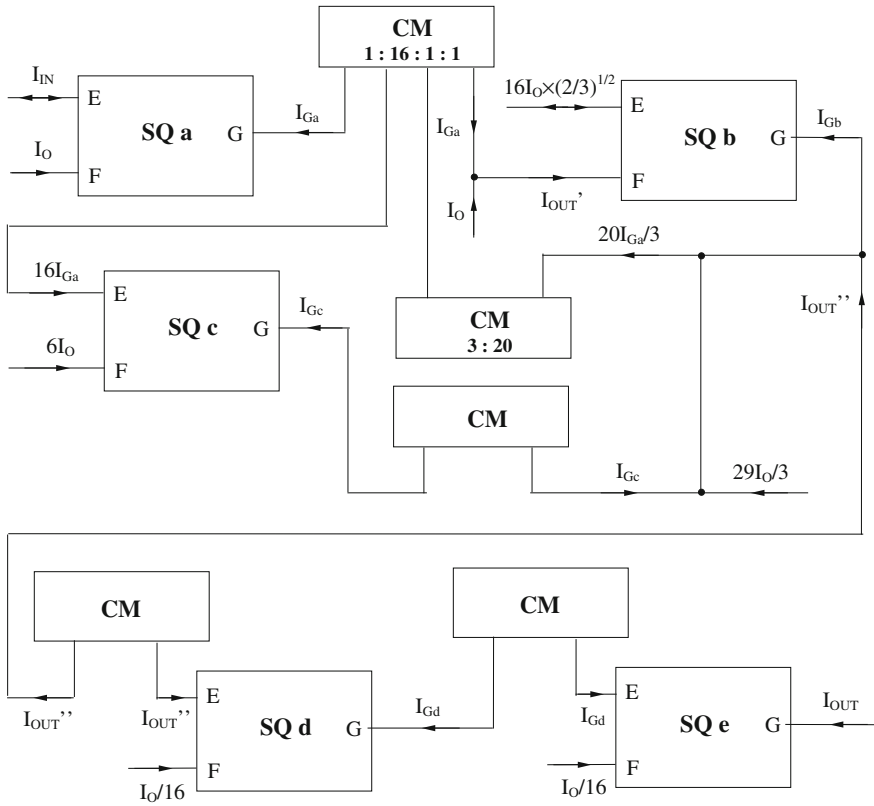 CM
1 : 16 : 1 : 1
I_IN
E
SQ a
G
I_Ga
I_O
F
I_Ga
I_O
I_OUT'
16I_O×(2/3)^1/2
E
SQ b
G
I_Gb
F
16I_Ga
E
SQ c
G
I_Gc
6I_O
F
20I_Ga/3
CM
3 : 20
I_OUT''
CM
I_Gc
29I_O/3
CM
CM
I_OUT''
I_OUT''
E
SQ d
G
I_Gd
F
I_O/16
I_Gd
E
SQ e
G
I_OUT
F
I_O/16